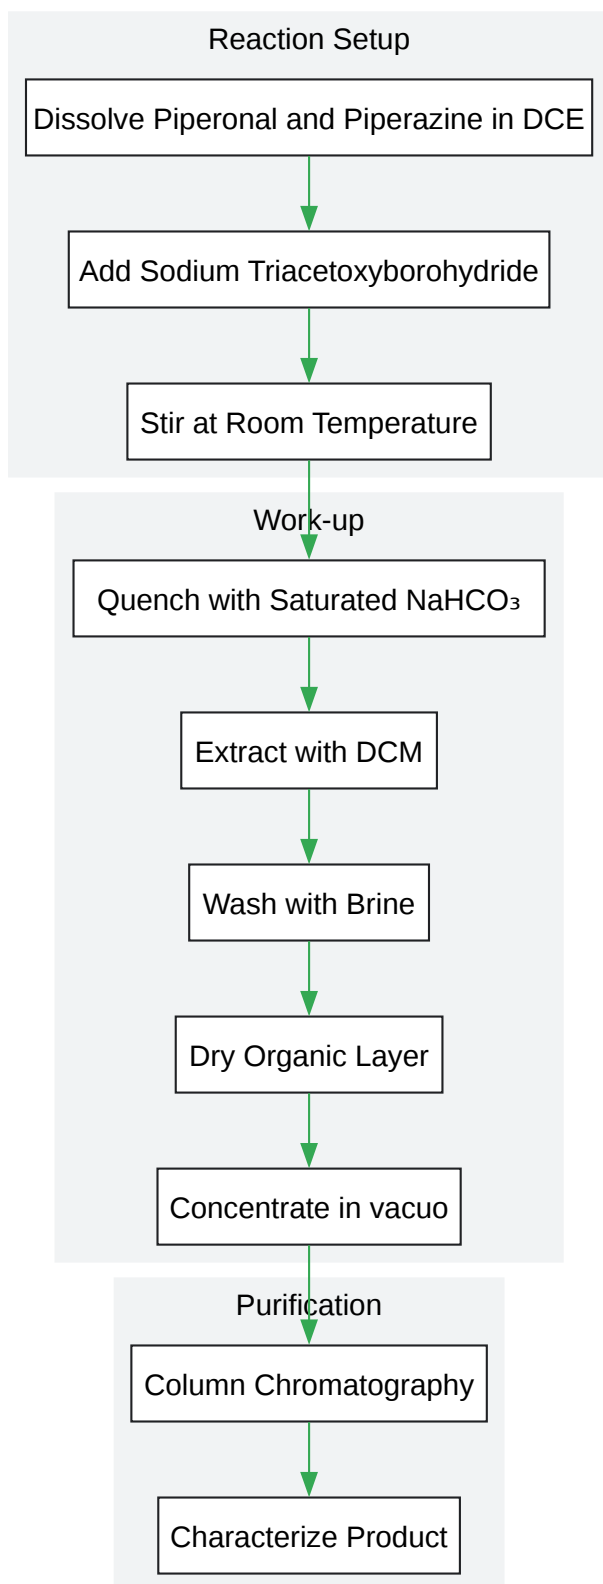 Reaction Setup
Dissolve Piperonal and Piperazine in DCE
Add Sodium Triacetoxyborohydride
Stir at Room Temperature
Work-up
Quench with Saturated NaHCO₃
Extract with DCM
Wash with Brine
Dry Organic Layer
Concentrate in vacuo
Purification
Column Chromatography
Characterize Product